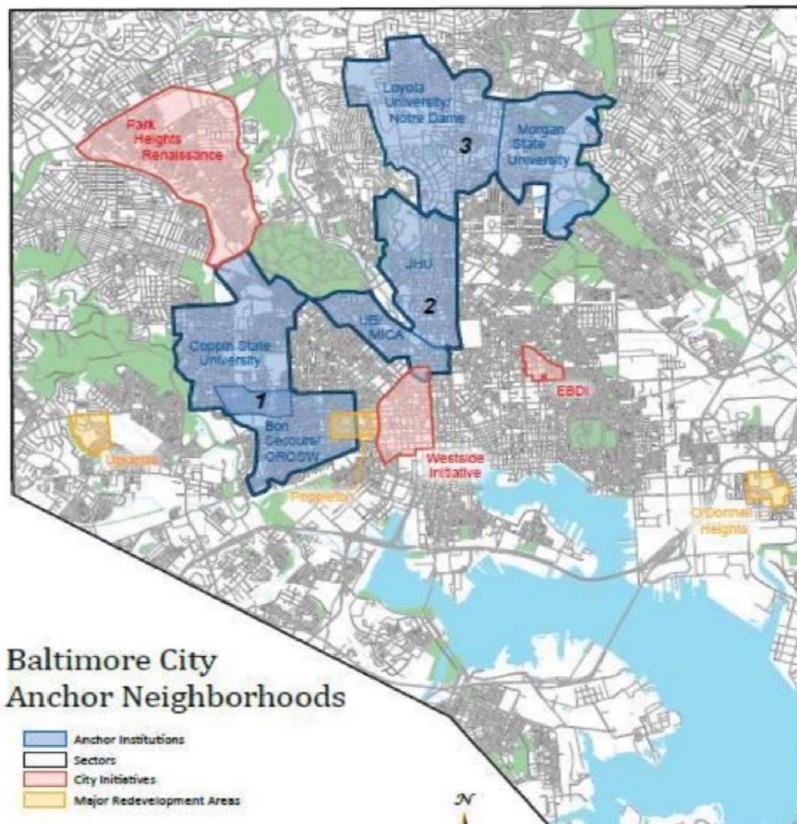 Park
Heights
Renaissance
Loyola
University/
Notre Dame
3
Morgan
State
University
JHU
2
UB/
MICA
Coppin State
University
1
Bon
Secours/
OROSW
EBDI
Westside
Initiative
Uplands
Poppleton
O'Donnell
Heights
Baltimore City
Anchor Neighborhoods
Anchor Institutions
Sectors
City Initiatives
Major Redevelopment Areas
N